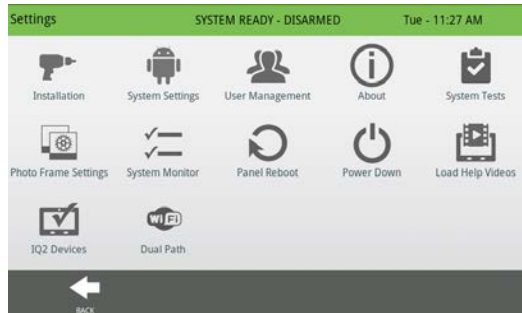 Settings SYSTEM READY - DISARMED Tue - 11:27 AM
Installation System Settings User Management About System Tests
Photo Frame Settings System Monitor Panel Reboot Power Down Load Help Videos
WiFi
IQ2 Devices Dual Path
BACK